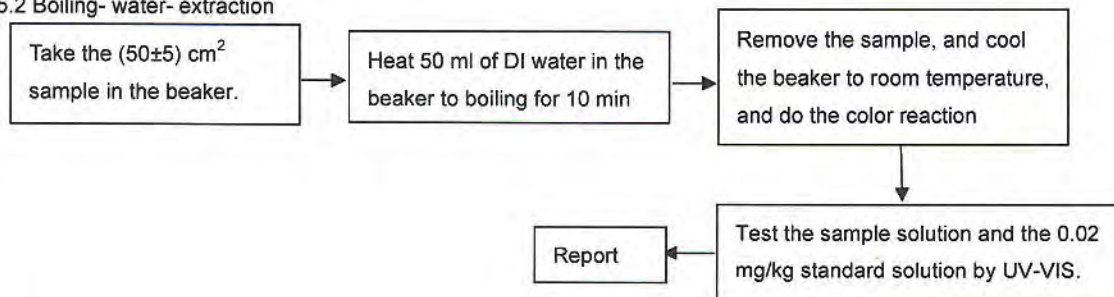 5.2 Boiling- water- extraction
Take the (50±5) cm²
sample in the beaker.
Heat 50 ml of DI water in the
beaker to boiling for 10 min
Remove the sample, and cool
the beaker to room temperature,
and do the color reaction
Test the sample solution and the 0.02
mg/kg standard solution by UV-VIS.
Report